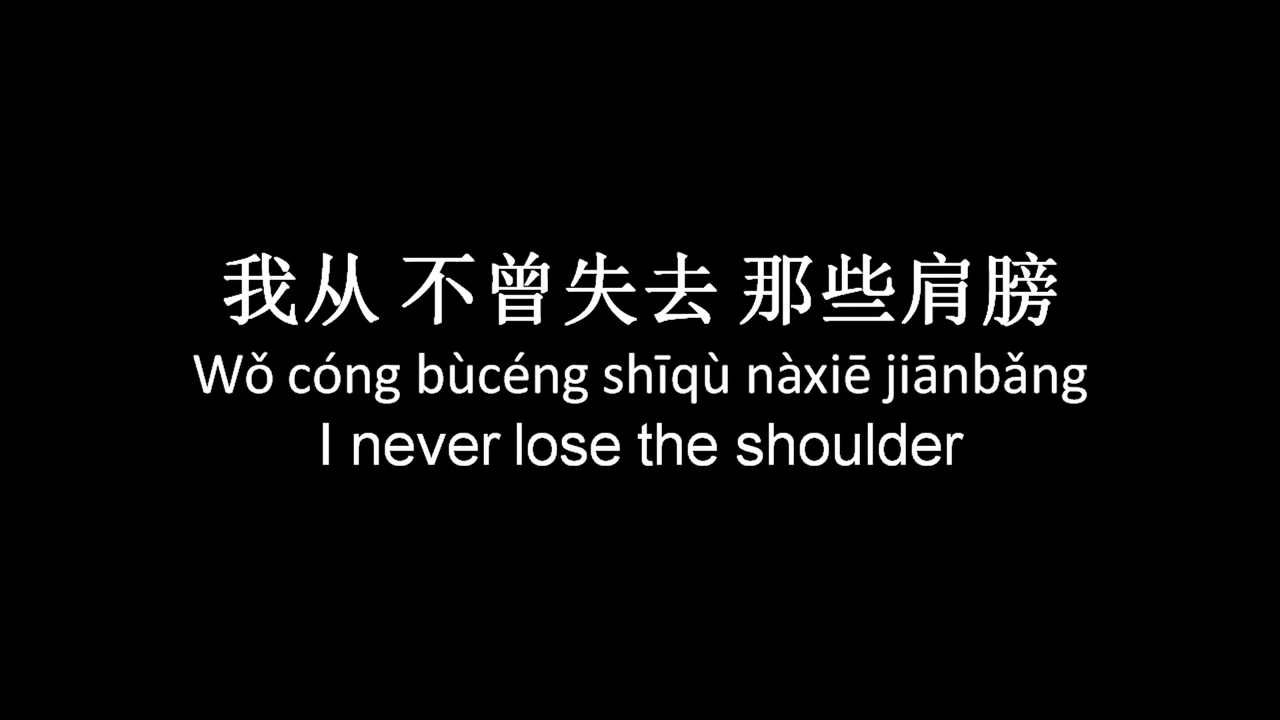 我从 不曾失去 那些肩膀
Wǒ cóng bùcéng shīqù nàxiē jiānbǎng
I never lose the shoulder